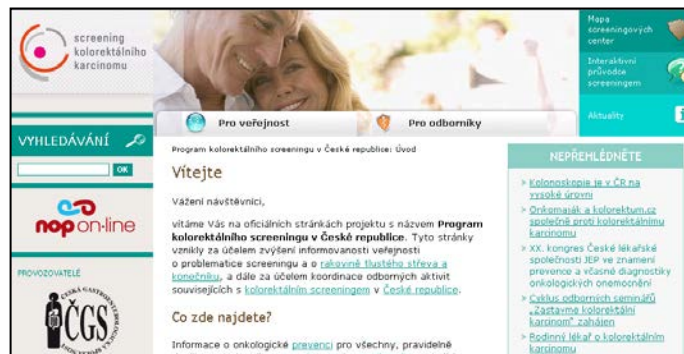 screening
kolorektálního
karcinomu
Mapa
screeningových
center
Interaktivní
průvodce
screeningem
Aktuality
Pro veřejnost
Pro odborníky
VYHLEDÁVÁNÍ
OK
nop on-line
PROVOZOVATELÉ
ČESKÁ GASTROENTEROLOGICKÁ SPOLEČNOST
ČGS
Program kolorektálního screeningu v České republice: Úvod
Vítejte
Vážení návštěvníci,
vítáme Vás na oficiálních stránkách projektu s názvem Program
kolorektálního screeningu v České republice. Tyto stránky
vznikly za účelem zvýšení informovanosti veřejnosti
o problematice screeningu a o rakovině tlustého střeva a
konečníku, a dále za účelem koordinace odborných aktivit
souvisejících s kolorektálním screeningem v České republice.
Co zde najdete?
Informace o onkologické prevenci pro všechny, pravidelně
NEPŘEHLÉDNĚTE
> Kolonoskopie je v ČR na
vysoké úrovni
> Onkomaják a kolorektum.cz
společně proti kolorektálnímu
karcinomu
> XX. kongres České lékařské
společnosti JEP ve znamení
prevence a včasné diagnostiky
onkologických onemocnění
> Cyklus odborných seminářů
„Zastavme kolorektální
karcinom" zahájen
> Rodinný lékař o kolorektálním
karcinomu